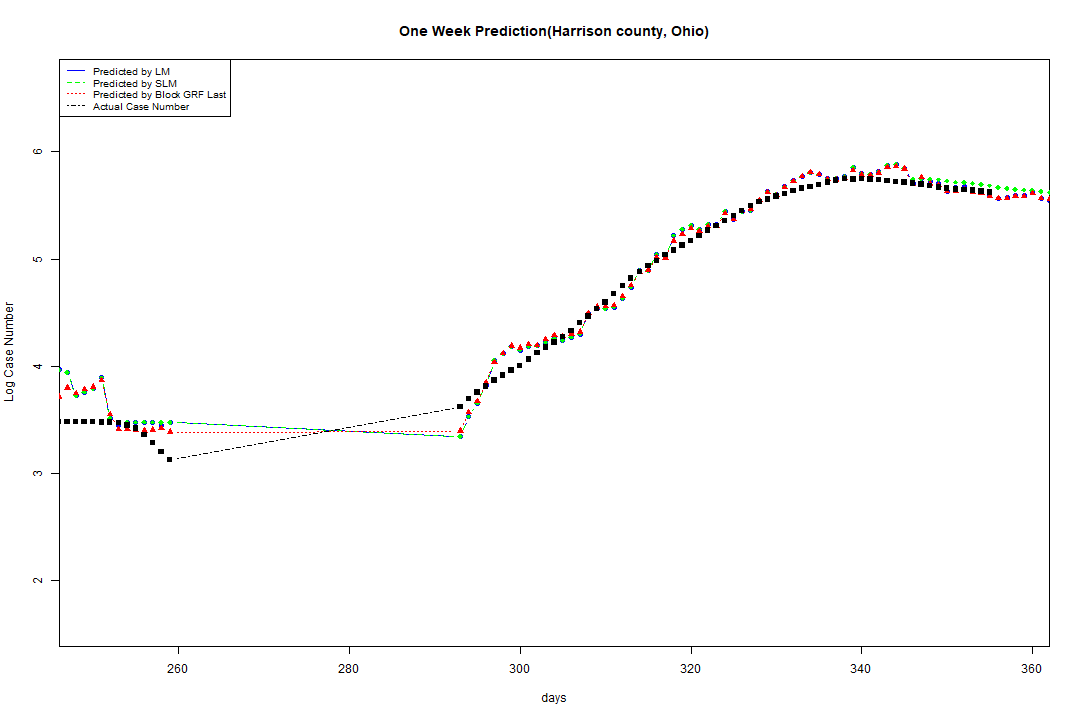 One Week Prediction(Harrison county, Ohio)
Predicted by LM
Predicted by SLM
Predicted by Block GRF Last
Actual Case Number
6
5
4
3
2
Log Case Number
260 280 300 320 340 360
days